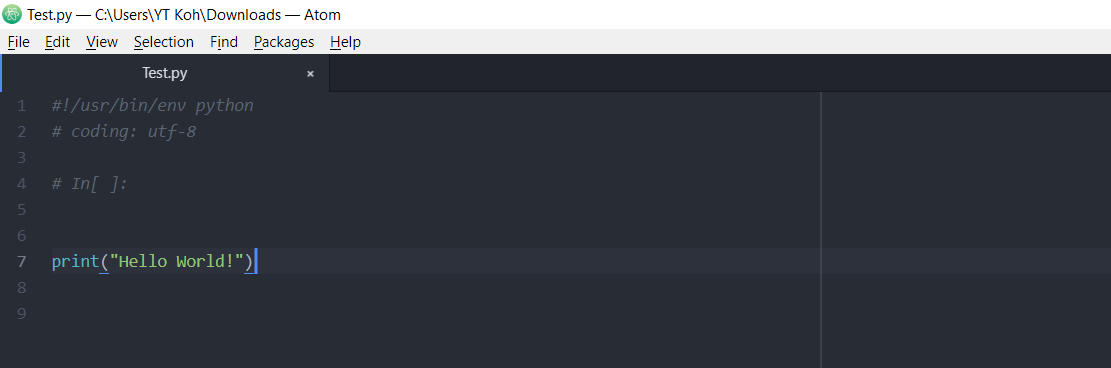 Test.py — C:\Users\YT Koh\Downloads — Atom
File Edit View Selection Find Packages Help
Test.py ×
1 #!/usr/bin/env python
2 # coding: utf-8
3
4 # In[ ]:
5
6
7 print("Hello World!")
8
9